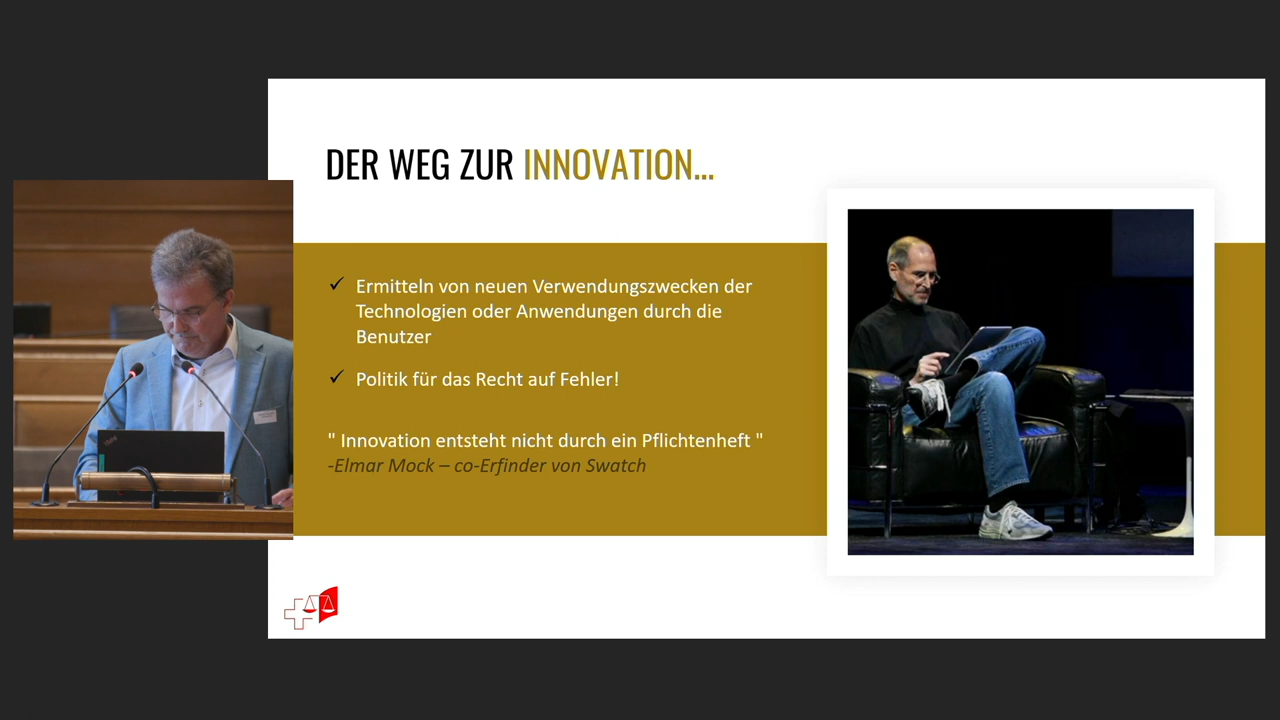 DER WEG ZUR INNOVATION...
✓ Ermitteln von neuen Verwendungszwecken der
Technologien oder Anwendungen durch die
Benutzer
✓ Politik für das Recht auf Fehler!
" Innovation entsteht nicht durch ein Pflichtenheft "
-Elmar Mock – co-Erfinder von Swatch